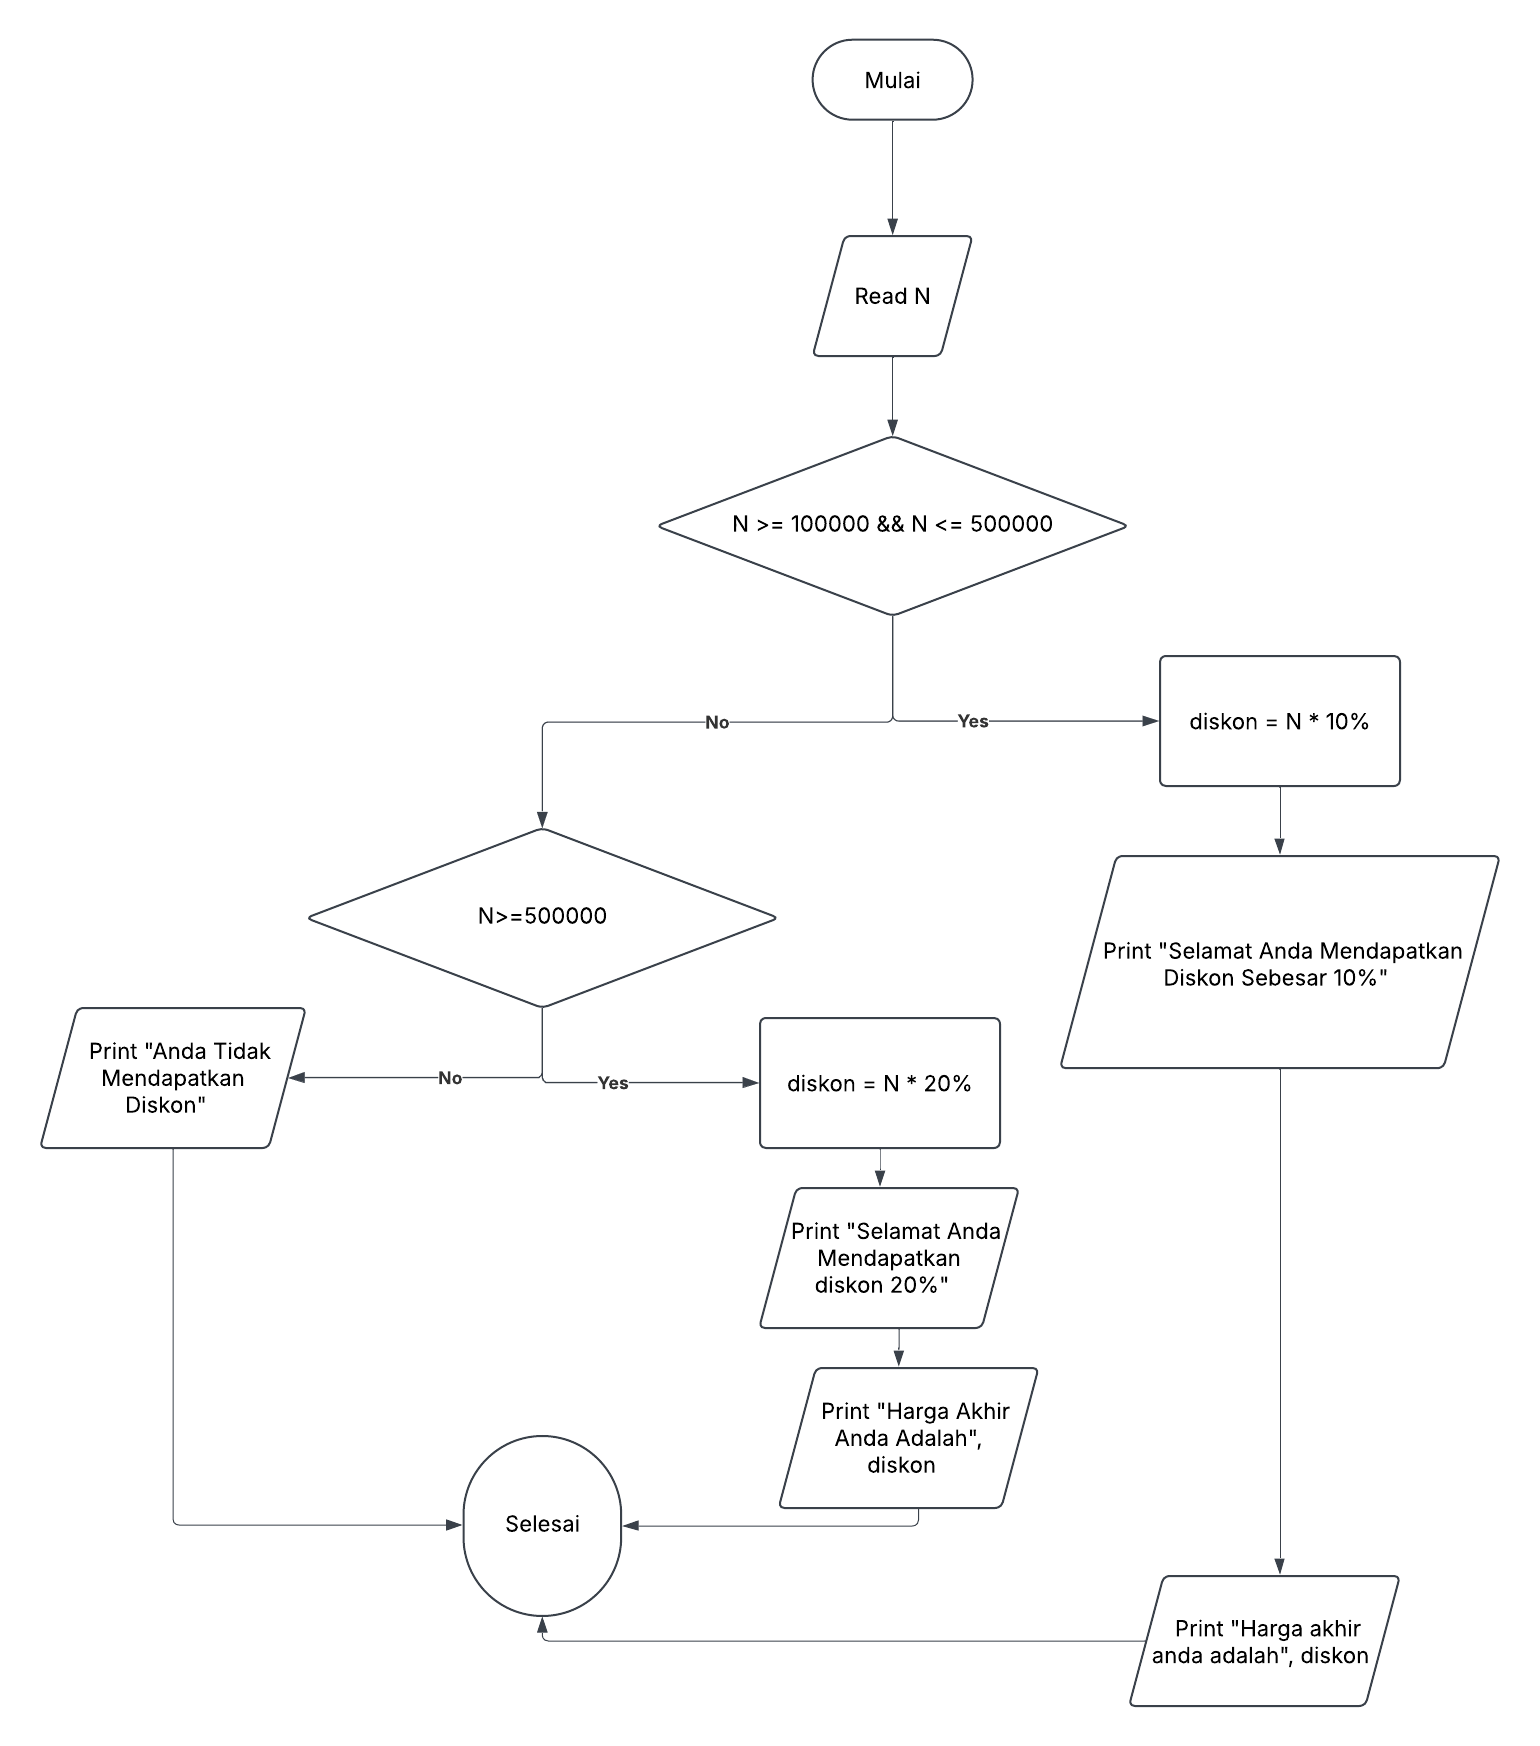 Mulai
Read N
N >= 100000 && N <= 500000
No
Yes
diskon = N * 10%
N>=500000
Print "Selamat Anda Mendapatkan
Diskon Sebesar 10%"
Print "Anda Tidak
Mendapatkan
Diskon"
No
Yes
diskon = N * 20%
Print "Selamat Anda
Mendapatkan
diskon 20%"
Print "Harga Akhir
Anda Adalah",
diskon
Selesai
Print "Harga akhir
anda adalah", diskon